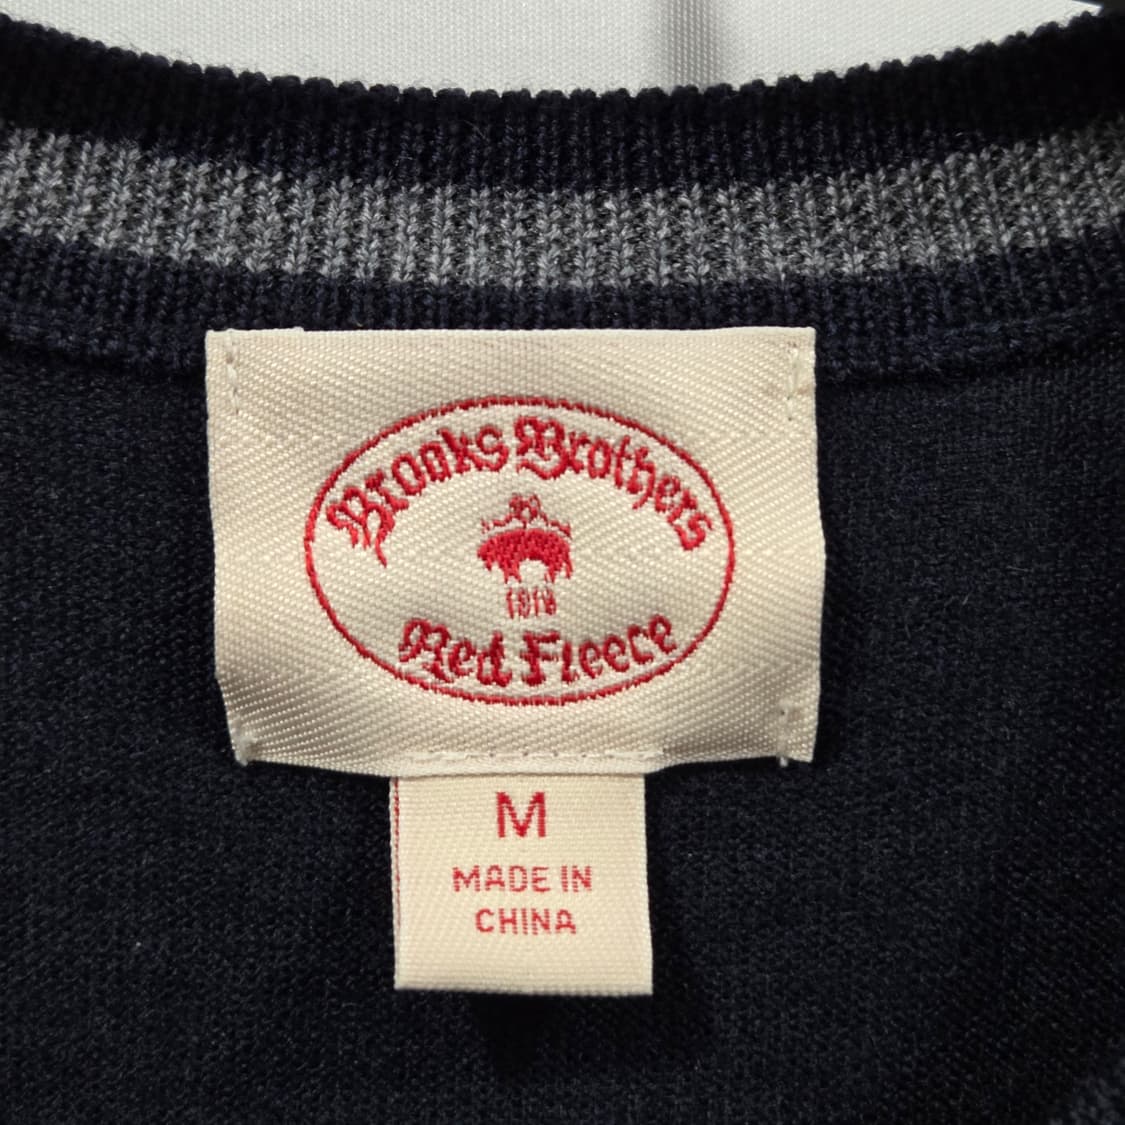 Brooks Brothers
1818
Red Fleece
M
MADE IN
CHINA